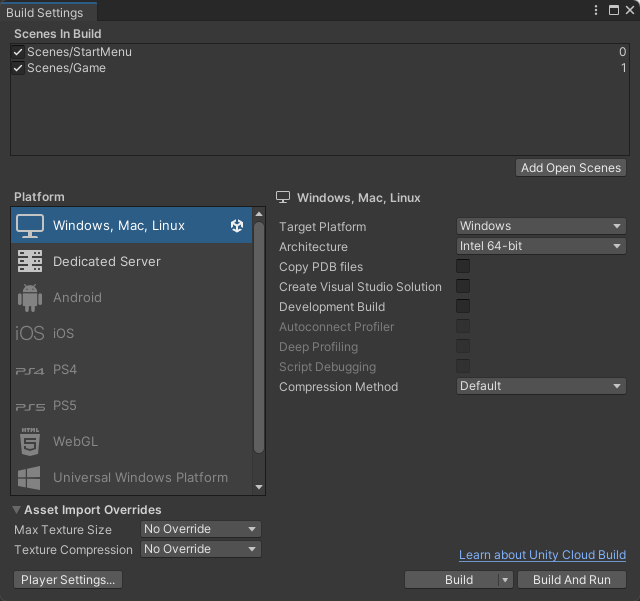 Build Settings
Scenes In Build
Scenes/StartMenu 0
Scenes/Game 1
Add Open Scenes
Platform
Windows, Mac, Linux
Dedicated Server
Android
iOS iOS
PS4 PS4
PS5 PS5
HTML 5 WebGL
Universal Windows Platform
Windows, Mac, Linux
Target Platform Windows
Architecture Intel 64-bit
Copy PDB files
Create Visual Studio Solution
Development Build
Autoconnect Profiler
Deep Profiling
Script Debugging
Compression Method Default
Asset Import Overrides
Max Texture Size No Override
Texture Compression No Override
Learn about Unity Cloud Build
Player Settings...
Build
Build And Run